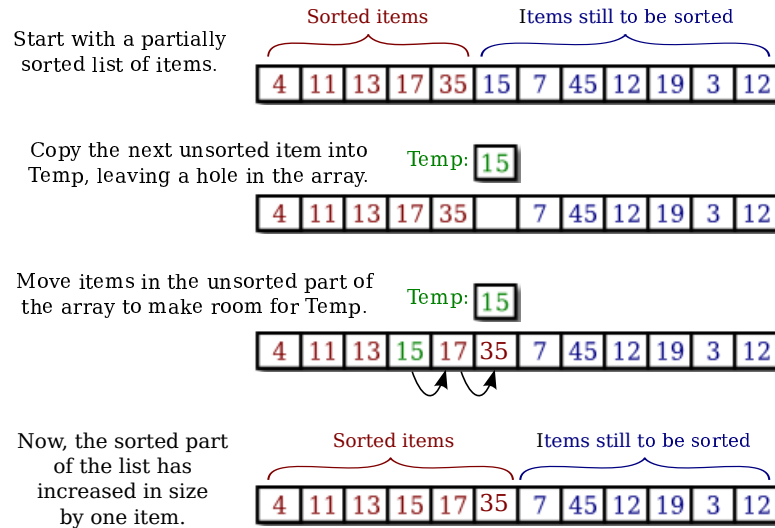 Sorted items
Items still to be sorted
Start with a partially
sorted list of items.
4 11 13 17 35 15 7 45 12 19 3 12
Copy the next unsorted item into
Temp, leaving a hole in the array.
Temp: 15
4 11 13 17 35 7 45 12 19 3 12
Move items in the unsorted part of
the array to make room for Temp.
Temp: 15
4 11 13 15 17 35 7 45 12 19 3 12
Now, the sorted part
of the list has
increased in size
by one item.
Sorted items
Items still to be sorted
4 11 13 15 17 35 7 45 12 19 3 12